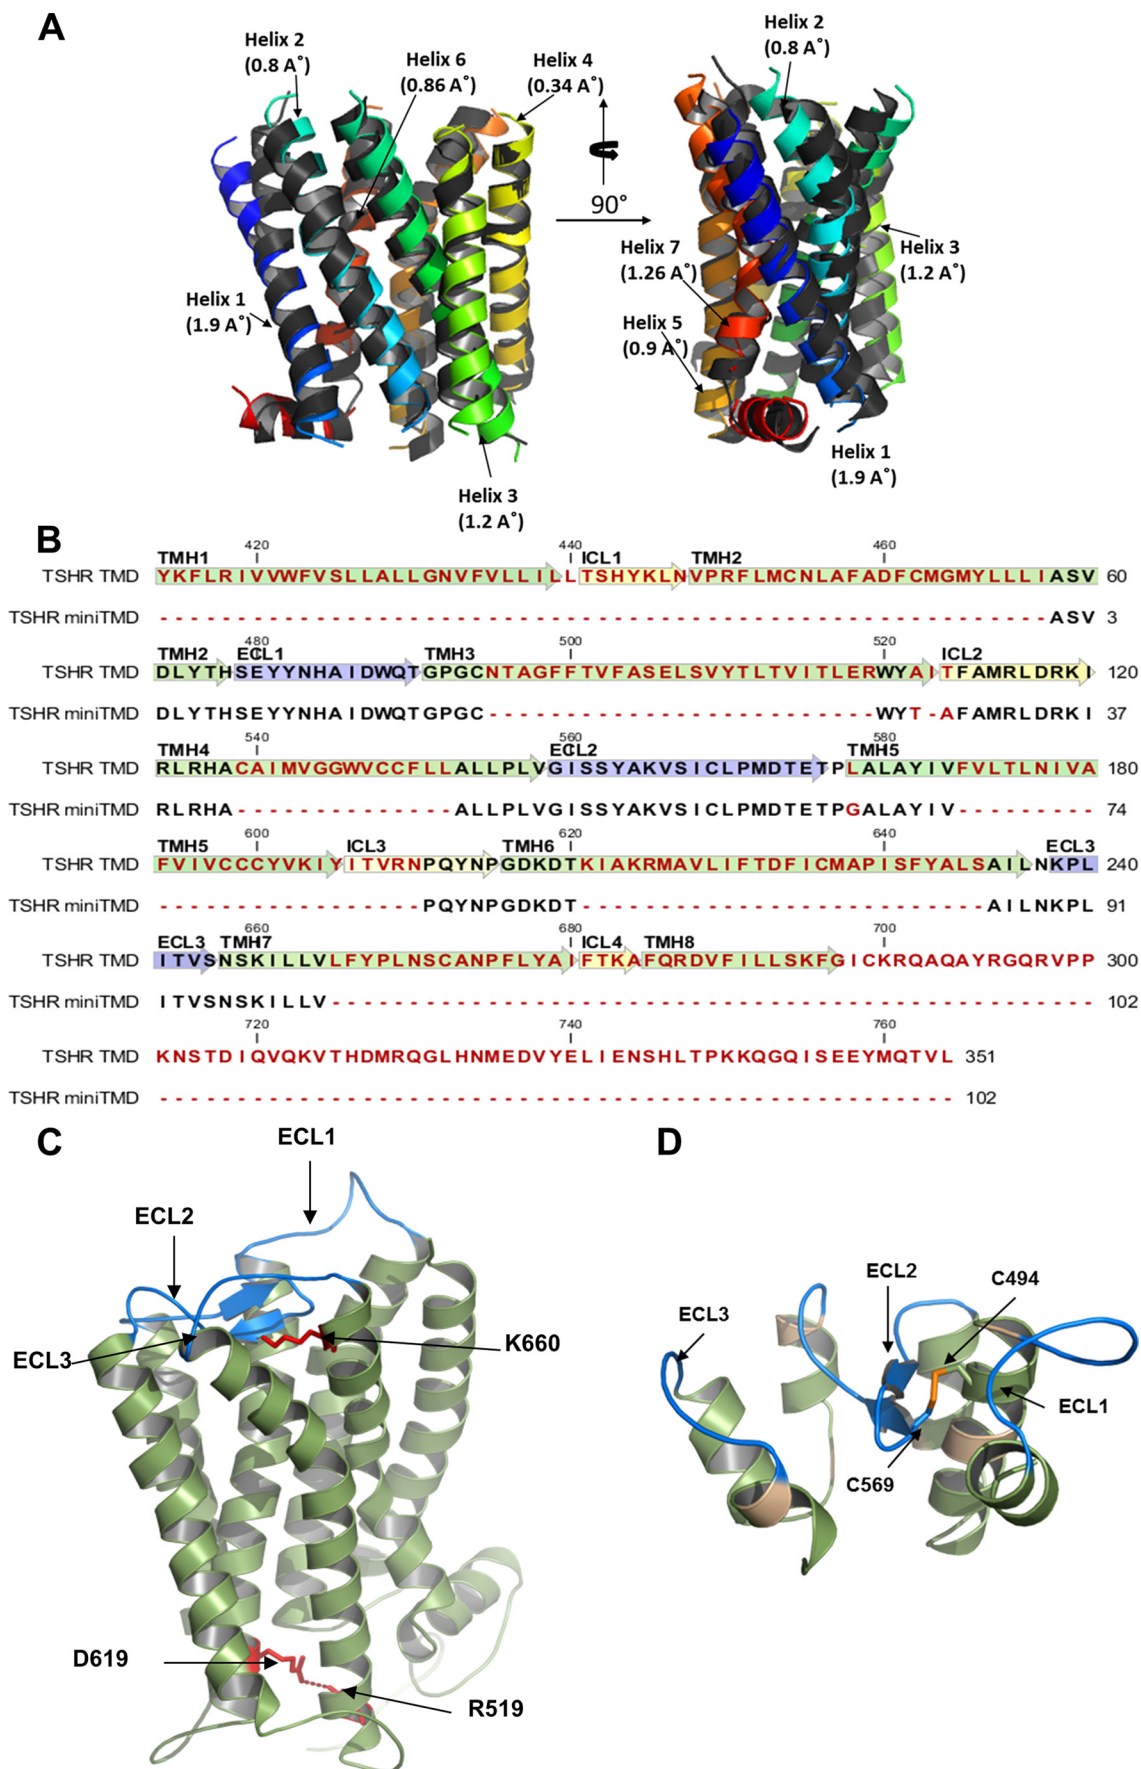 A
Helix 2
(0.8 A°)
Helix 6
(0.86 A°)
Helix 4
(0.34 A°)
Helix 1
(1.9 A°)
Helix 3
(1.2 A°)
90°
Helix 2
(0.8 A°)
Helix 7
(1.26 A°)
Helix 3
(1.2 A°)
Helix 5
(0.9 A°)
Helix 1
(1.9 A°)
B
420 440 460
TMH1 ICL1 TMH2
TSHR TMD YKFLRIVVWFVSLLALLGNVFVLLILLTSHYKLNVPRFLMCNLAFADFCMGMYLLLIASV 60
TSHR miniTMD ---------------------------------------------------------ASV 3
480 500 520
TMH2 ECL1 TMH3 ICL2
TSHR TMD DLYTHSEYYNHAIDWQTGPGCNTAGFFTVFASELSVYTLTVITLERWYAITFAMRLDRKI 120
TSHR miniTMD DLYTHSEYYNHAIDWQTGPGC-------------------------WYT-AFAMRLDRKI 37
540 560 580
TMH4 ECL2 TMH5
TSHR TMD RLRHACAIMVGGWVCCFLLALLPLVGISSYAKVSICLPMDTETPLALAYIVFVLTLNIVA 180
TSHR miniTMD RLRHA--------------ALLPLVGISSYAKVSICLPMDTETPGALAYIV--------- 74
600 620 640
TMH5 ICL3 TMH6 ECL3
TSHR TMD FVIVCCCYVKIYITVRNPQYNPGDKDTKIAKRMAVLIFTDFICMAPISFYALSAILNKPL 240
TSHR miniTMD -----------------PQYNPGDKDT--------------------------AILNKPL 91
660 680 700
ECL3 TMH7 ICL4 TMH8
TSHR TMD ITVSNSKILLVLFYPLNSCANPFLYAIFTKAFQRDVFILLSKFGICKRQAQAYRGQRVPP 300
TSHR miniTMD ITVSNSKILLV------------------------------------------------- 102
720 740 760
TSHR TMD KNSTDIQVQKVTHDMRQGLHNMEDVYELIENSHLTPKKQGQISEEYMQTVL 351
TSHR miniTMD --------------------------------------------------- 102
C
ECL1
ECL2
ECL3
K660
D619
R519
D
ECL2
C494
ECL3
ECL1
C569